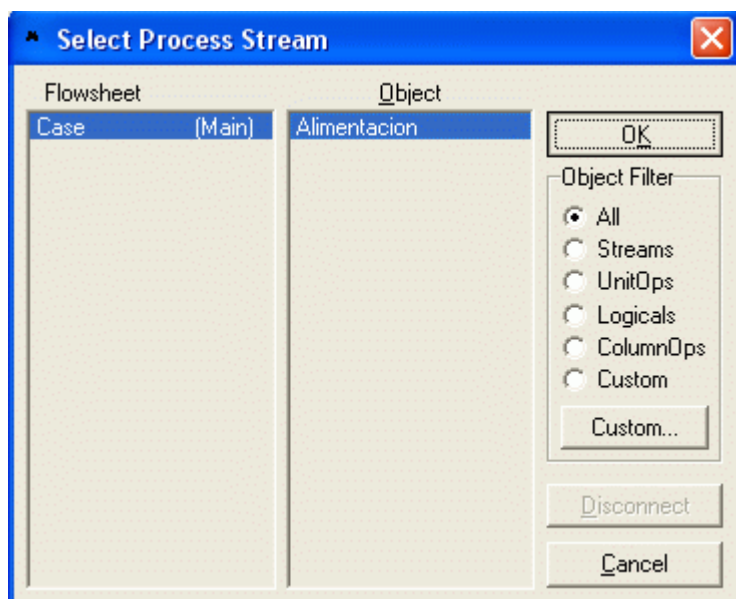 Select Process Stream
Flowsheet
Object
Case (Main)
Alimentacion
OK
Object Filter
All
Streams
UnitOps
Logicals
ColumnOps
Custom
Custom...
Disconnect
Cancel